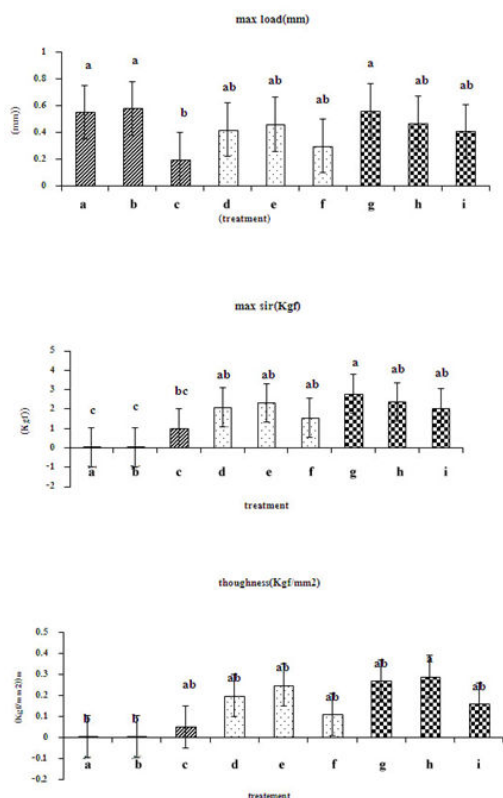 max load(mm)
a a b ab ab ab a ab ab
1
0.8
0.6
0.4
0.2
0
(mm))
a b c d e f g h i
(treatment)
max sir(Kgf)
c c bc ab ab ab a ab ab
5
4
3
2
1
0
-1
-2
(Kgf))
a b c d e f g h i
treatment
thoughness(Kgf/mm2)
b b ab ab ab ab ab a ab
0.5
0.4
0.3
0.2
0.1
0
-0.1
-0.2
(Kgf/mm2))m
a b c d e f g h i
treatement